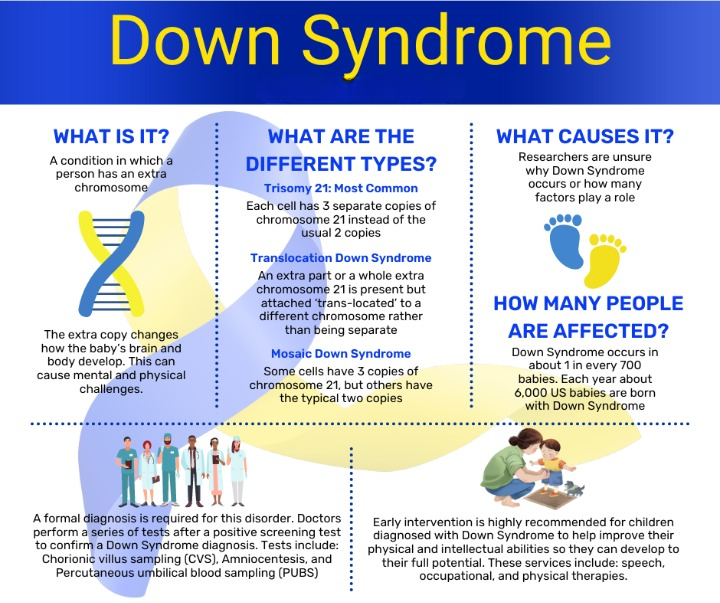 Down Syndrome
WHAT IS IT?
A condition in which a
person has an extra
chromosome
The extra copy changes
how the baby's brain and
body develop. This can
cause mental and physical
challenges.
WHAT ARE THE
DIFFERENT TYPES?
Trisomy 21: Most Common
Each cell has 3 separate copies of
chromosome 21 instead of the
usual 2 copies
Translocation Down Syndrome
An extra part or a whole extra
chromosome 21 is present but
attached 'trans-located' to a
different chromosome rather
than being separate
Mosaic Down Syndrome
Some cells have 3 copies of
chromosome 21, but others have
the typical two copies
WHAT CAUSES IT?
Researchers are unsure
why Down Syndrome
occurs or how many
factors play a role
HOW MANY PEOPLE
ARE AFFECTED?
Down Syndrome occurs in
about 1 in every 700
babies. Each year about
6,000 US babies are born
with Down Syndrome
A formal diagnosis is required for this disorder. Doctors
perform a series of tests after a positive screening test
to confirm a Down Syndrome diagnosis. Tests include:
Chorionic villus sampling (CVS), Amniocentesis, and
Percutaneous umbilical blood sampling (PUBS)
Early intervention is highly recommended for children
diagnosed with Down Syndrome to help improve their
physical and intellectual abilities so they can develop to
their full potential. These services include: speech,
occupational, and physical therapies.